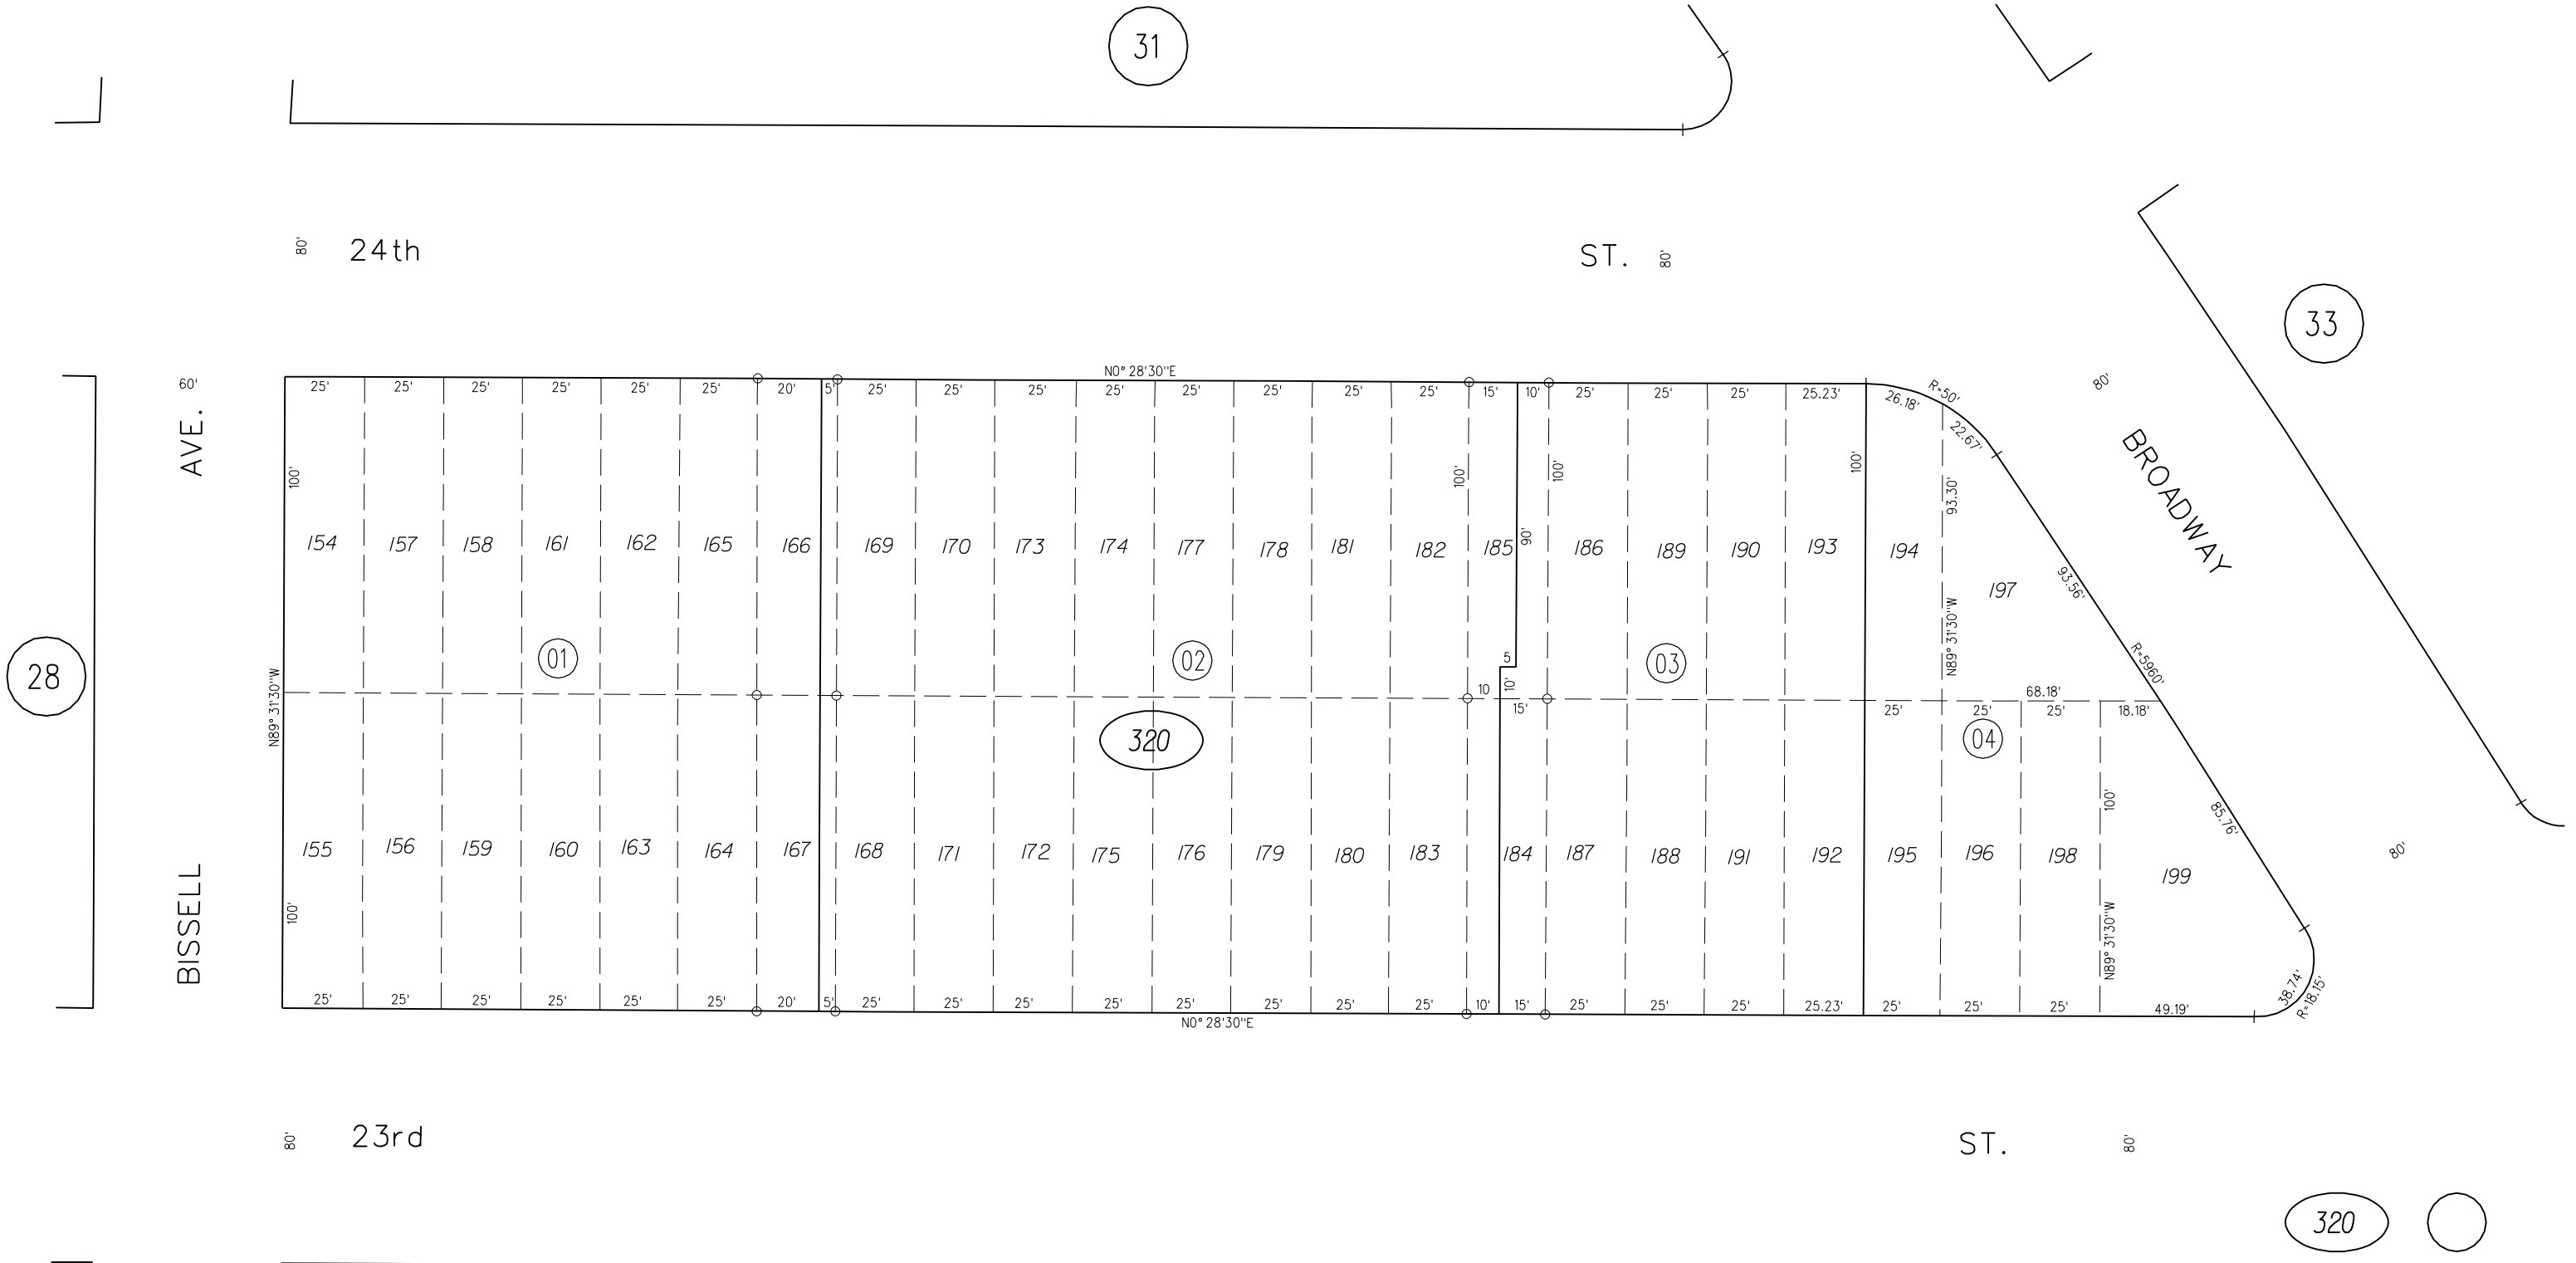 31
80'
24th
ST.
80'
33
60'
AVE.
BISSELL
28
80'
BROADWAY
80'
N0° 28'30"E
25' 25' 25' 25' 25' 25' 20' 5' 25' 25' 25' 25' 25' 25' 25' 25' 15' 10' 25' 25' 25' 25.23' 26.18' R=50'
22.67'
100' 100' 100' 100' 93.30'
90'
154 157 158 161 162 165 166 169 170 173 174 177 178 181 182 185 186 189 190 193 194
197
93.56'
N89° 31'30"W
R=5960'
01 02 03
5
10 10'
15'
N89° 31'30"W
68.18'
25' 25' 25' 18.18'
320
04
100'
85.76'
155 156 159 160 163 164 167 168 171 172 175 176 179 180 183 184 187 188 191 192 195 196 198
199
100'
N89° 31'30"W
38.74'
R=18.15'
25' 25' 25' 25' 25' 25' 20' 5' 25' 25' 25' 25' 25' 25' 25' 25' 10' 15' 25' 25' 25' 25.23' 25' 25' 25' 49.19'
N0° 28'30"E
80'
23rd
ST.
80'
320